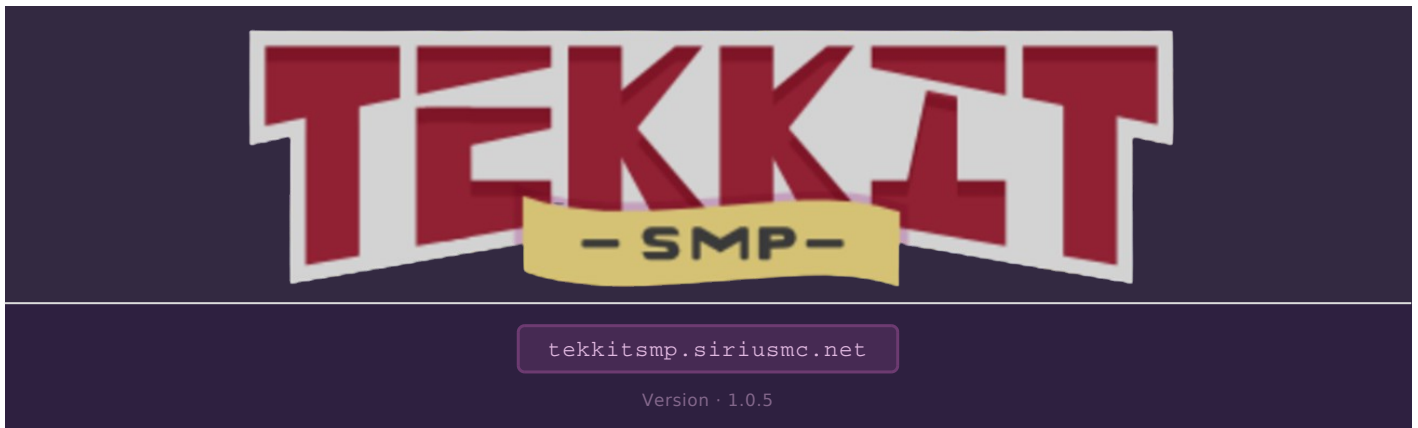 TEKKIT
– SMP –
tekkitsmp.siriusmc.net
Version · 1.0.5